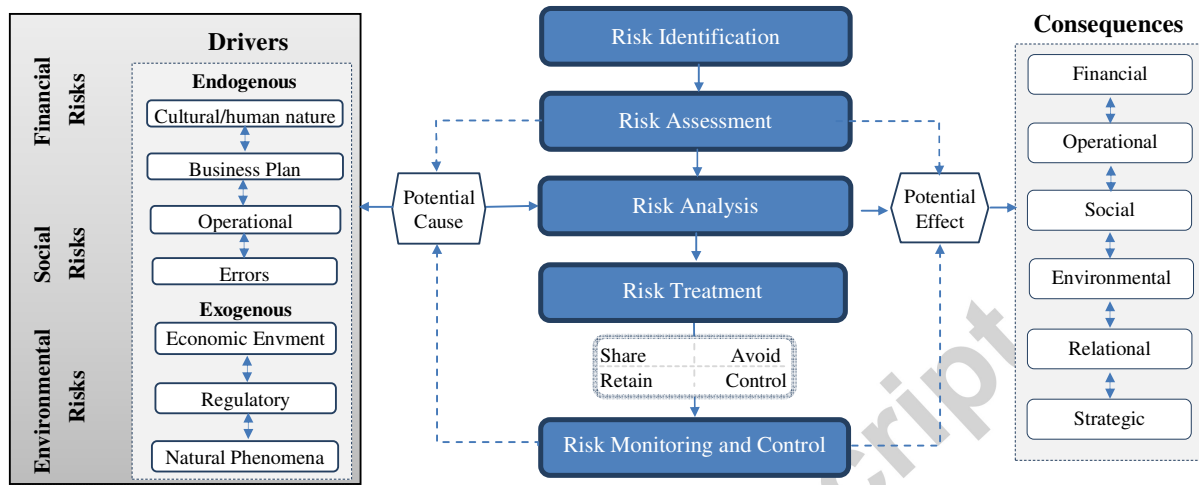 Financial
Risks
Social
Risks
Environmental
Risks
Drivers
Endogenous
Cultural/human nature
Business Plan
Operational
Errors
Exogenous
Economic Envment
Regulatory
Natural Phenomena
Potential
Cause
Risk Identification
Risk Assessment
Risk Analysis
Risk Treatment
Share Avoid
Retain Control
Risk Monitoring and Control
Potential
Effect
Consequences
Financial
Operational
Social
Environmental
Relational
Strategic
cript